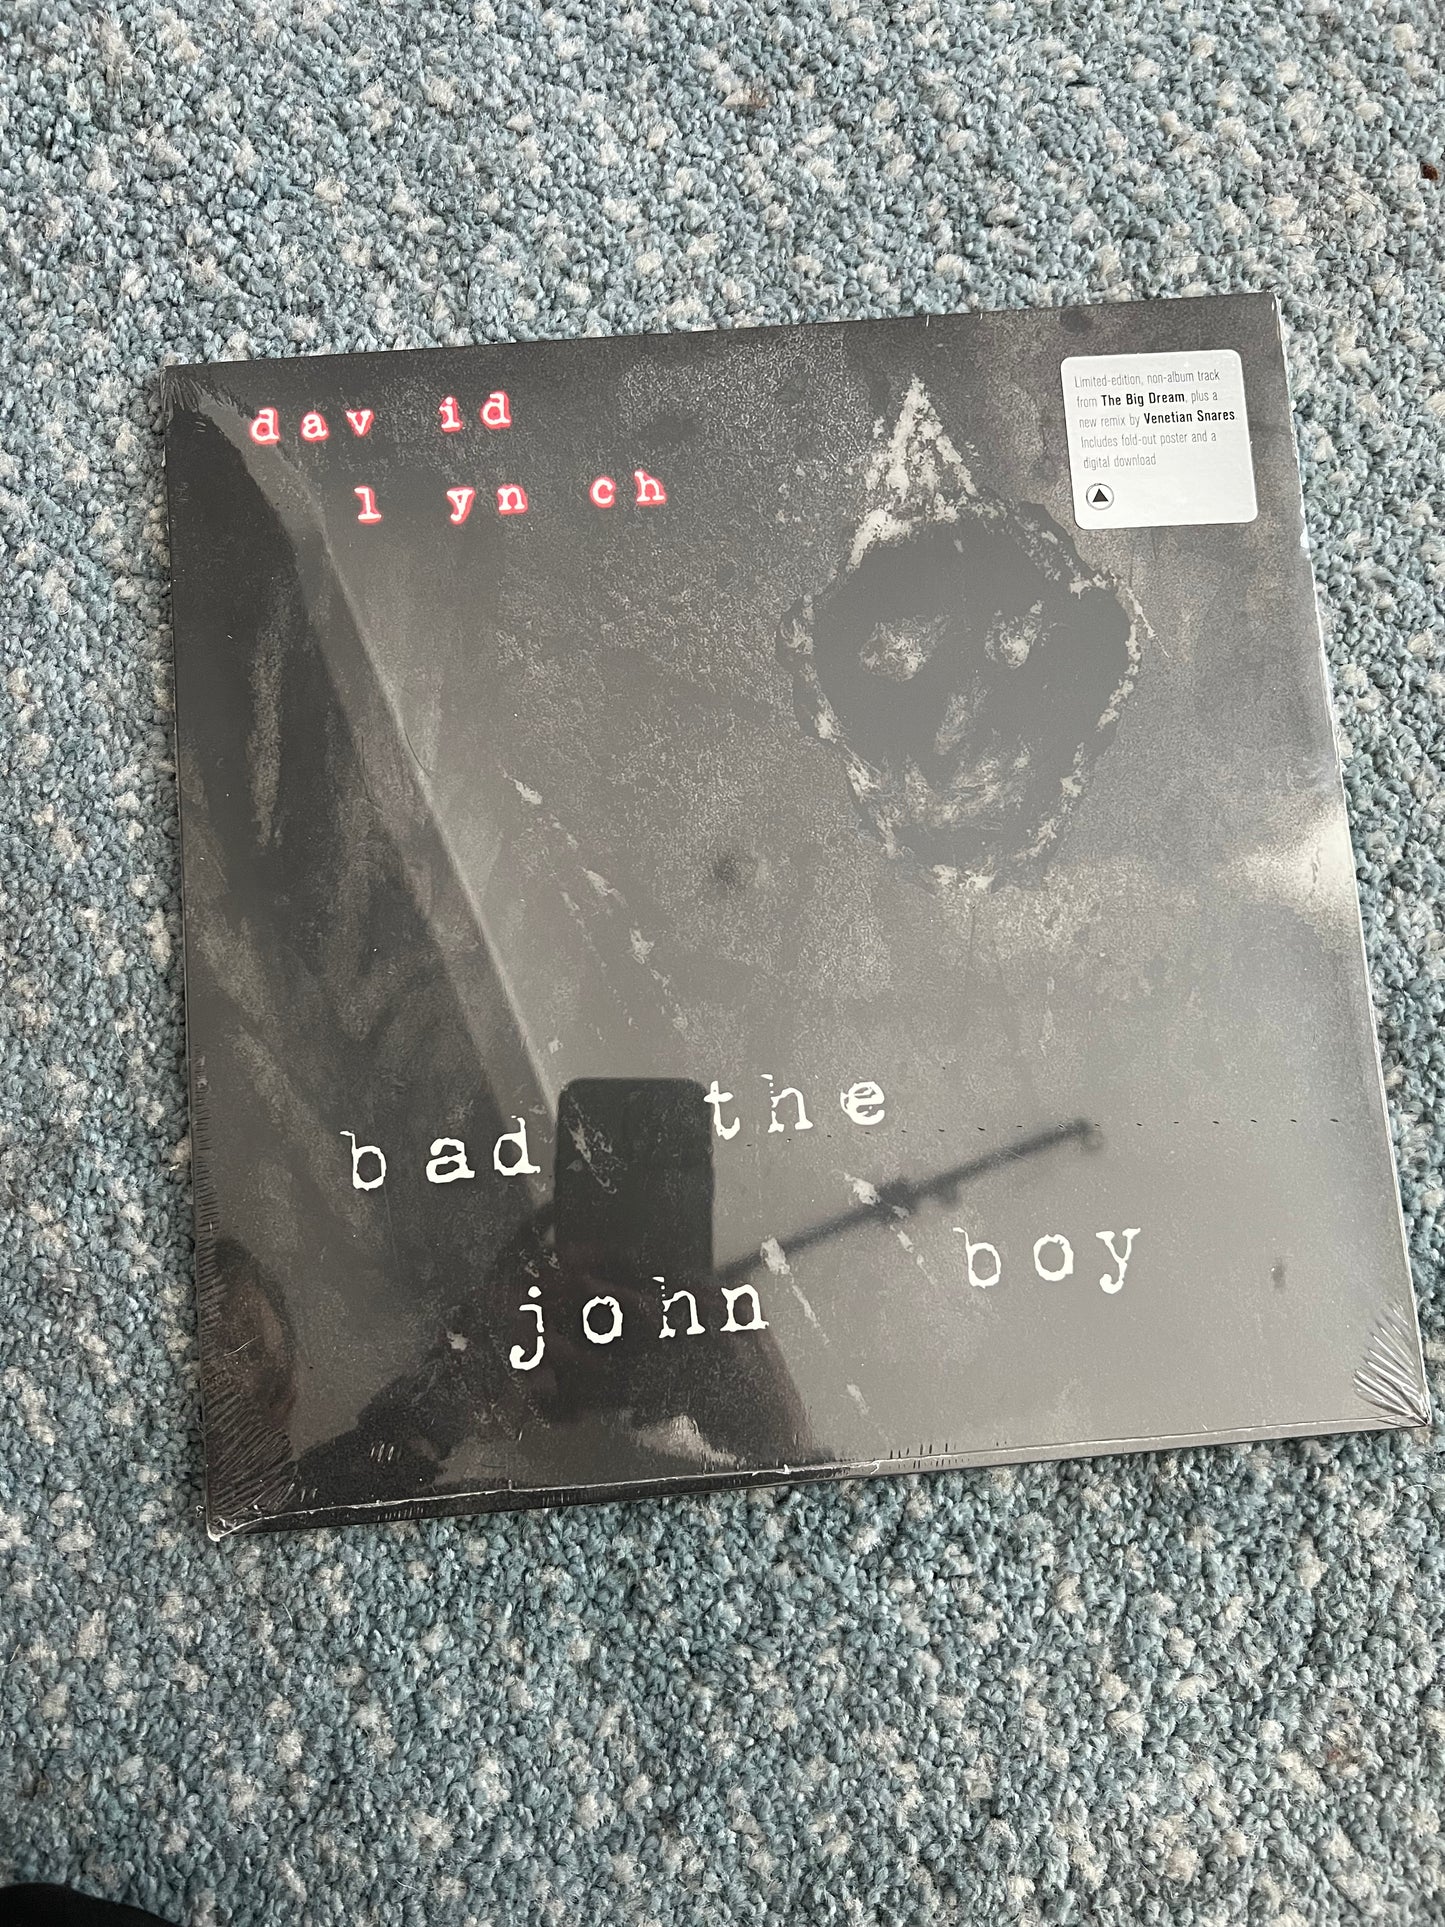 dav id
l yn ch
Limited-edition, non-album track
from The Big Dream, plus a
new remix by Venetian Snares.
Includes fold-out poster and a
digital download
bad the
john boy